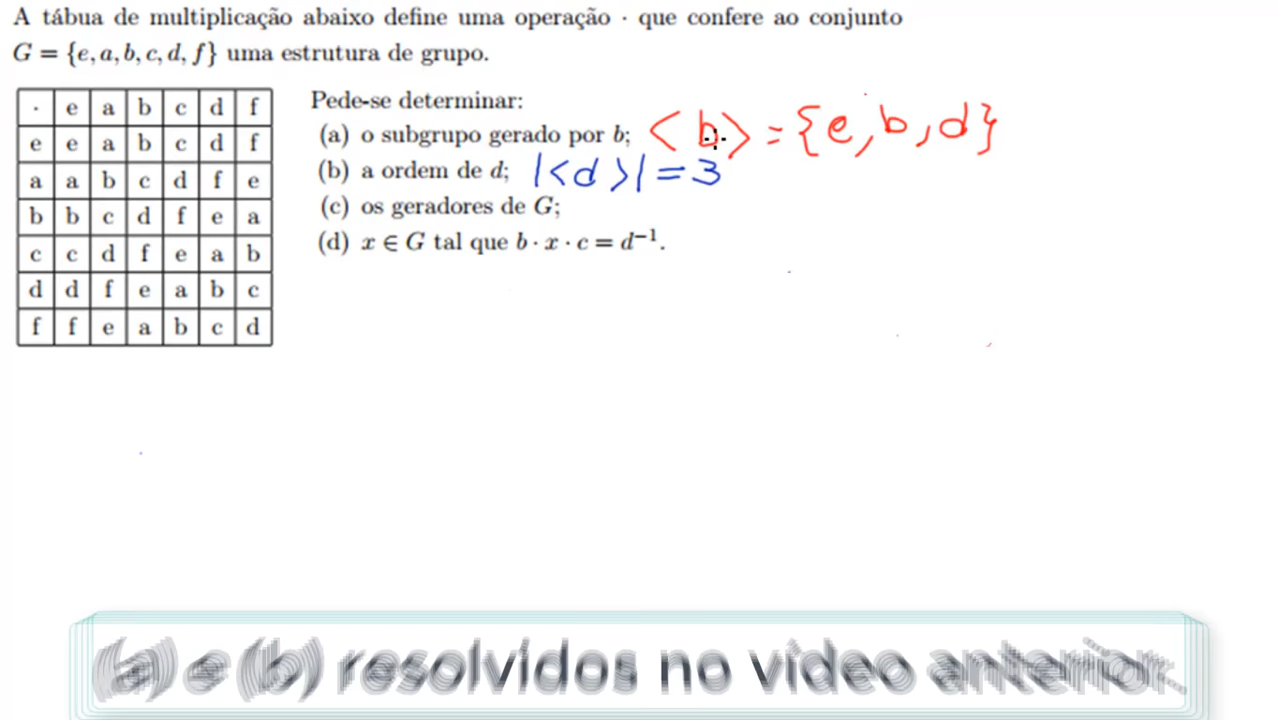 A tábua de multiplicação abaixo define uma operação · que confere ao conjunto
G = {e, a, b, c, d, f} uma estrutura de grupo.
· e a b c d f
e e a b c d f
a a b c d f e
b b c d f e a
c c d f e a b
d d f e a b c
f f e a b c d
Pede-se determinar:
(a) o subgrupo gerado por b; < b > = {e, b, d}
(b) a ordem de d; |< d >| = 3
(c) os geradores de G;
(d) x ∈ G tal que b · x · c = d⁻¹.
(a) e (b) resolvidos no vídeo anterior.